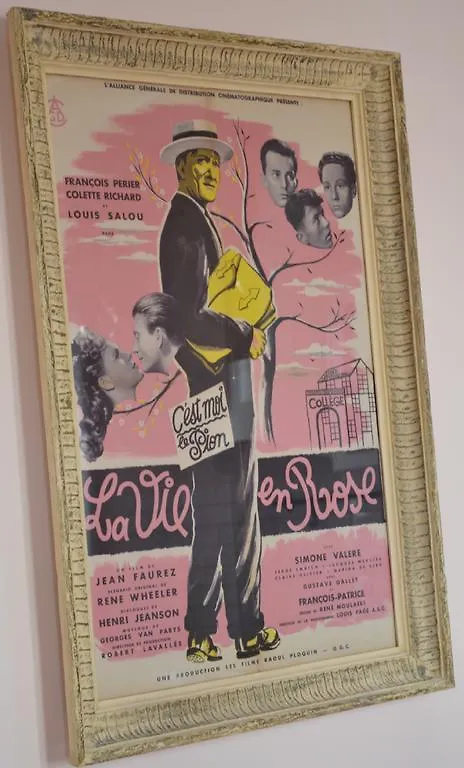 L'ALLIANCE GÉNÉRALE DE DISTRIBUTION CINÉMATOGRAPHIQUE PRÉSENTE :
FRANÇOIS PERIER
COLETTE RICHARD
ET
LOUIS SALOU
DANS
COLLÈGE
C'est moi
le Pion
La Vie en Rose
UN FILM DE
JEAN FAUREZ
SCÉNARIO ORIGINAL DE
RENE WHEELER
DIALOGUES DE
HENRI JEANSON
MUSIQUE DE
GEORGES VAN PARYS
DIRECTEUR DE PRODUCTION
ROBERT LAVALLÉE
AVEC
SIMONE VALERE
GUSTAVE GALLET
FRANÇOIS-PATRICE
RENÉ MOULAERT
LOUIS PAGE
UNE PRODUCTION LES FILMS RAOUL PLOQUIN